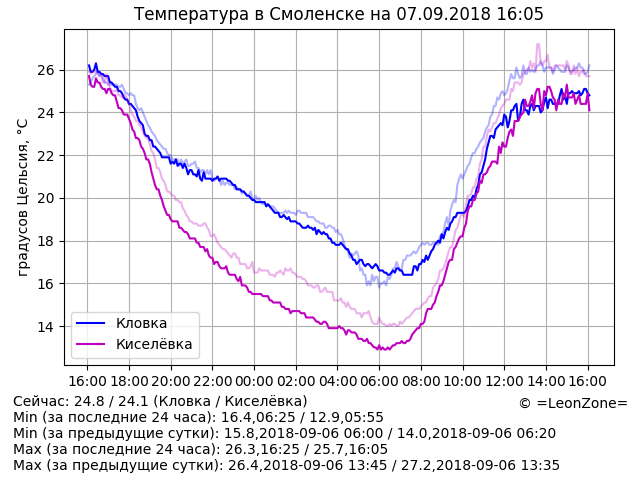 Температура в Смоленске на 07.09.2018 16:05
градусов Цельсия, °C
26
24
22
20
18
16
14
Кловка
Киселёвка
16:00 18:00 20:00 22:00 00:00 02:00 04:00 06:00 08:00 10:00 12:00 14:00 16:00
Сейчас: 24.8 / 24.1 (Кловка / Киселёвка)
© =LeonZone=
Min (за последние 24 часа): 16.4,06:25 / 12.9,05:55
Min (за предыдущие сутки): 15.8,2018-09-06 06:00 / 14.0,2018-09-06 06:20
Max (за последние 24 часа): 26.3,16:25 / 25.7,16:05
Max (за предыдущие сутки): 26.4,2018-09-06 13:45 / 27.2,2018-09-06 13:35